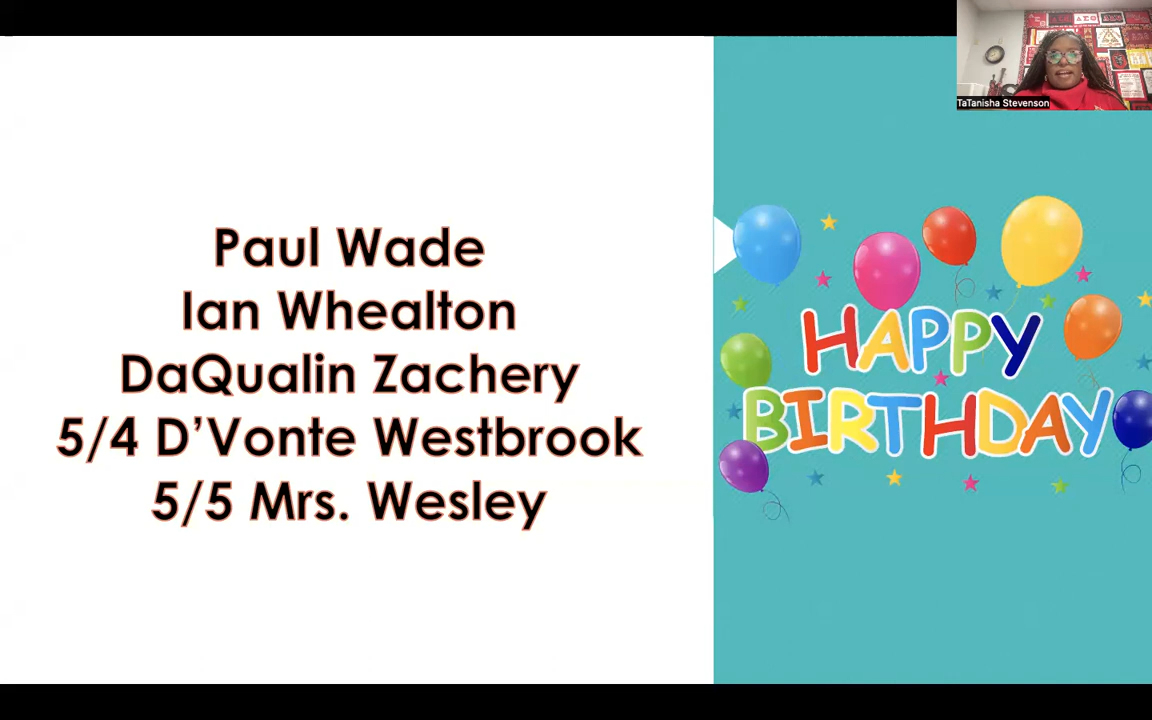 TaTanisha Stevenson
Paul Wade
Ian Whealton
DaQualin Zachery
5/4 D’Vonte Westbrook
5/5 Mrs. Wesley
HAPPY
BIRTHDAY